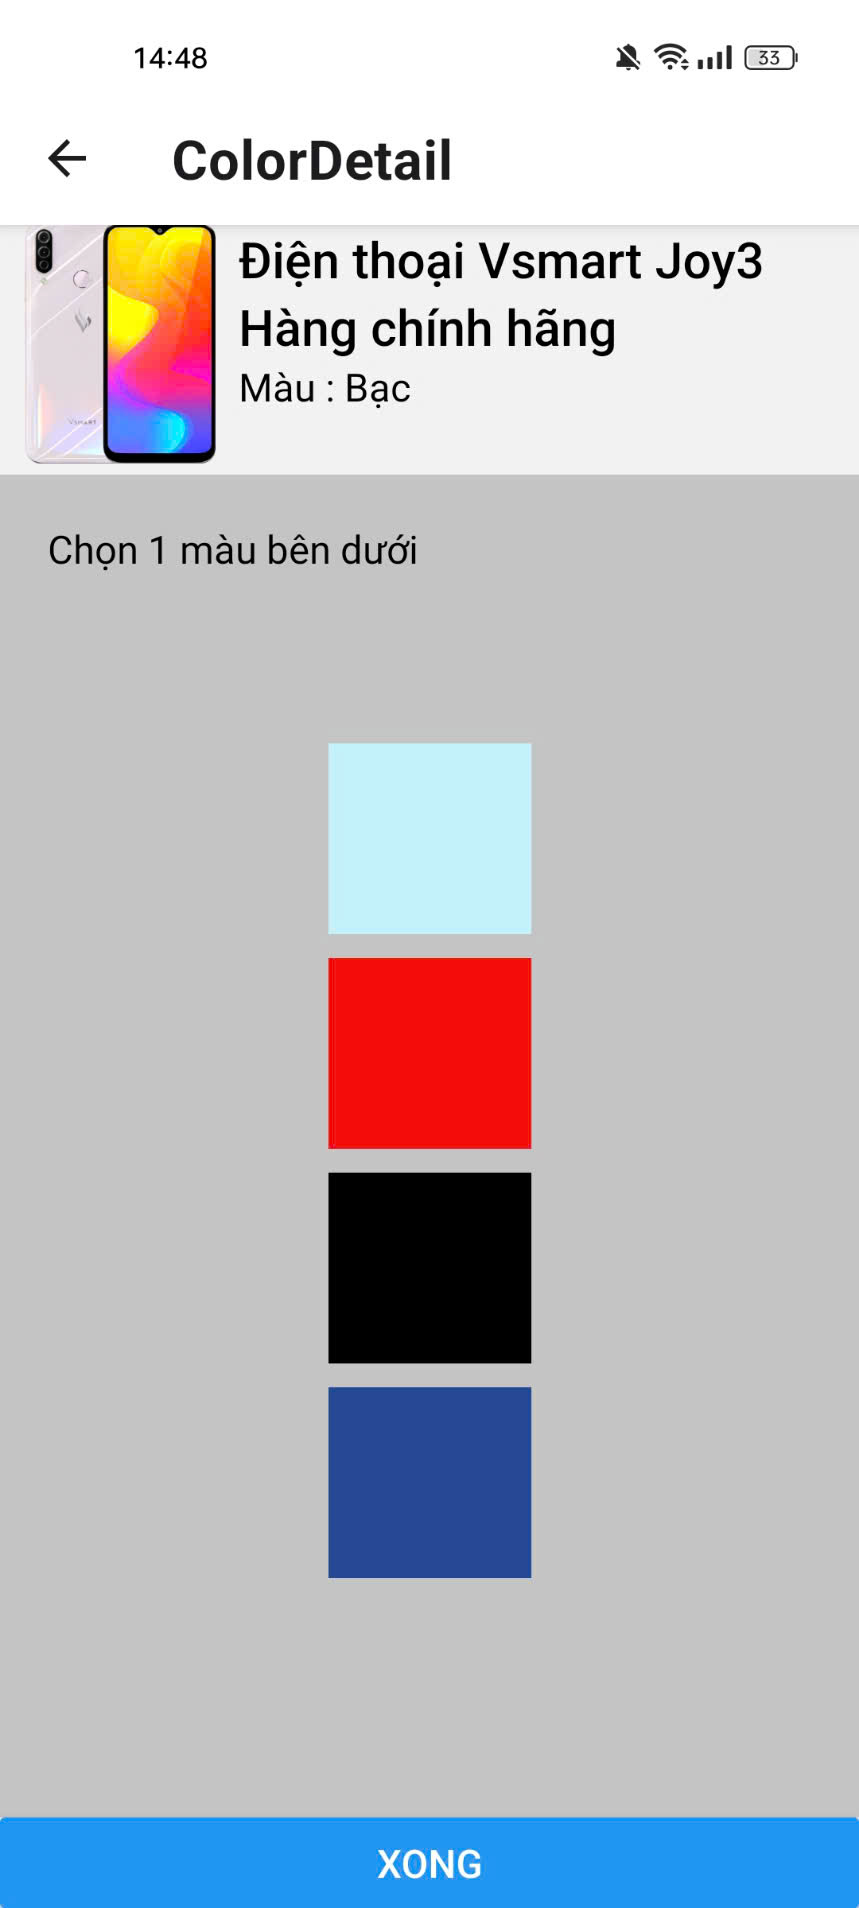 14:48
33
ColorDetail
Điện thoại Vsmart Joy3
Hàng chính hãng
Màu : Bạc
VSMART
Chọn 1 màu bên dưới
XONG